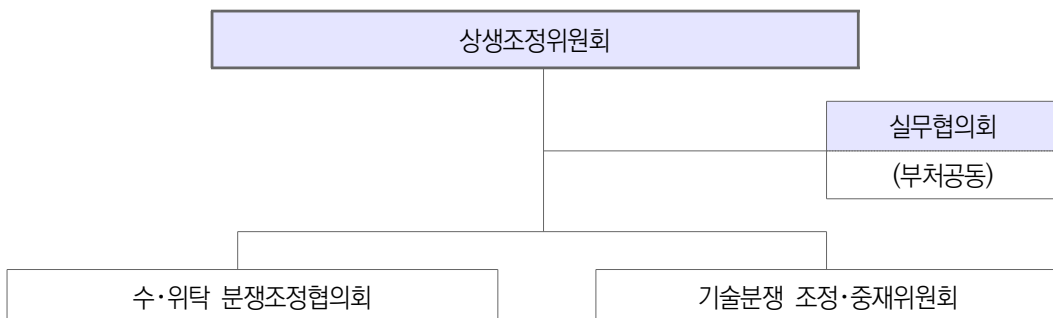 상생조정위원회
실무협의회
(부처공동)
수·위탁 분쟁조정협의회
기술분쟁 조정·중재위원회